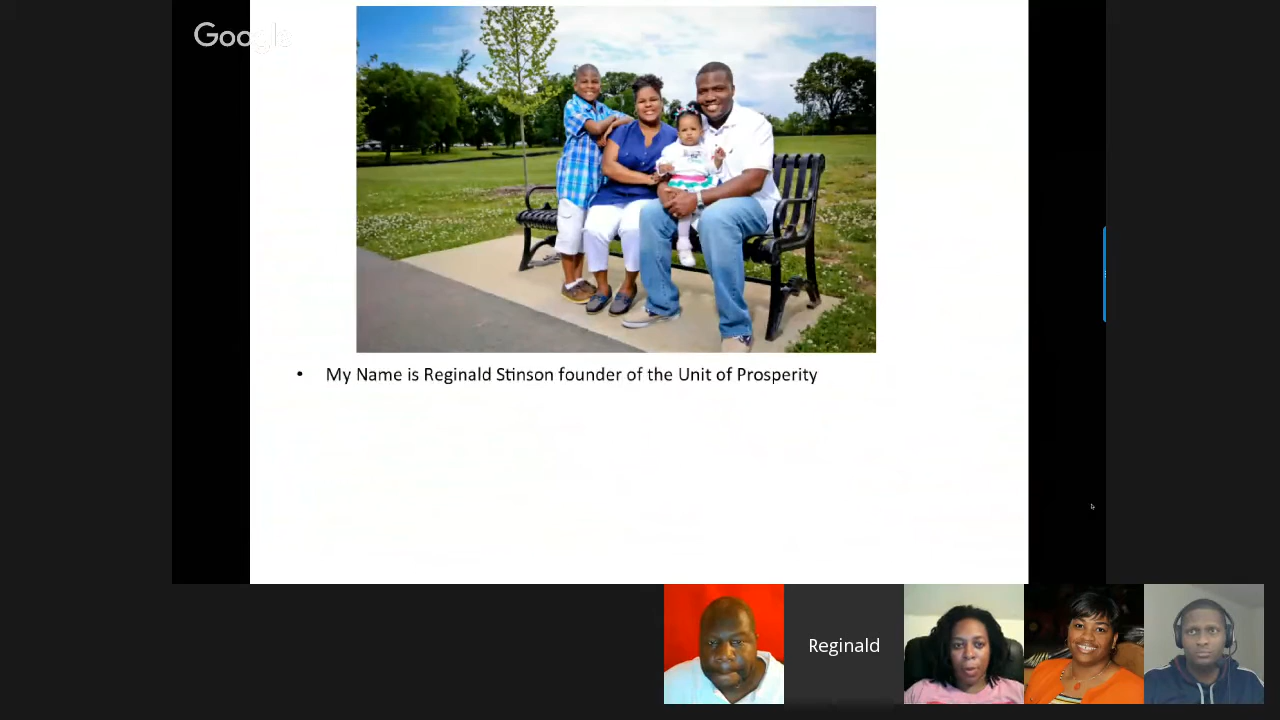 Google
• My Name is Reginald Stinson founder of the Unit of Prosperity
Reginald